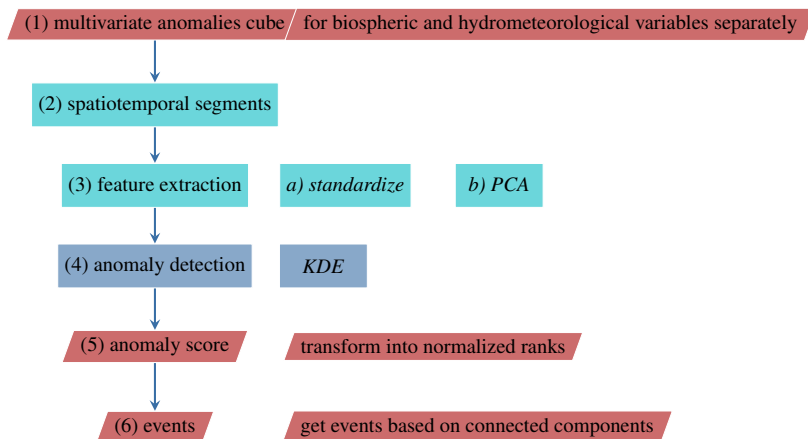 (1) multivariate anomalies cube for biospheric and hydrometeorological variables separately
(2) spatiotemporal segments
(3) feature extraction a) standardize b) PCA
(4) anomaly detection KDE
(5) anomaly score transform into normalized ranks
(6) events get events based on connected components